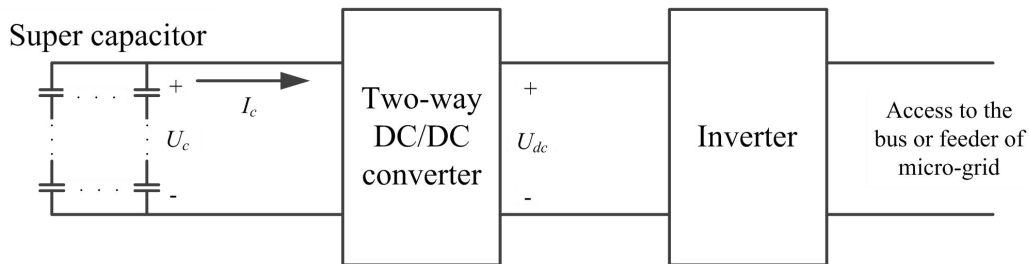 Super capacitor
+
I_c
U_c
-
Two-way
DC/DC
converter
+
U_dc
-
Inverter
Access to the
bus or feeder of
micro-grid